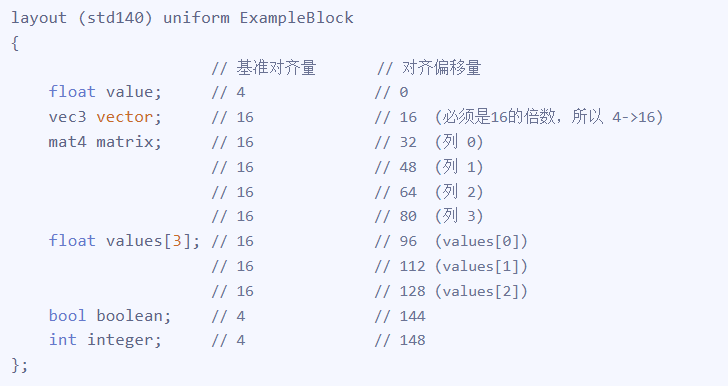 layout (std140) uniform ExampleBlock
{
                     // 基准对齐量      // 对齐偏移量
    float value;     // 4               // 0
    vec3 vector;     // 16              // 16  (必须是16的倍数，所以 4->16)
    mat4 matrix;     // 16              // 32  (列 0)
                     // 16              // 48  (列 1)
                     // 16              // 64  (列 2)
                     // 16              // 80  (列 3)
    float values[3]; // 16              // 96  (values[0])
                     // 16              // 112 (values[1])
                     // 16              // 128 (values[2])
    bool boolean;    // 4               // 144
    int integer;     // 4               // 148
};